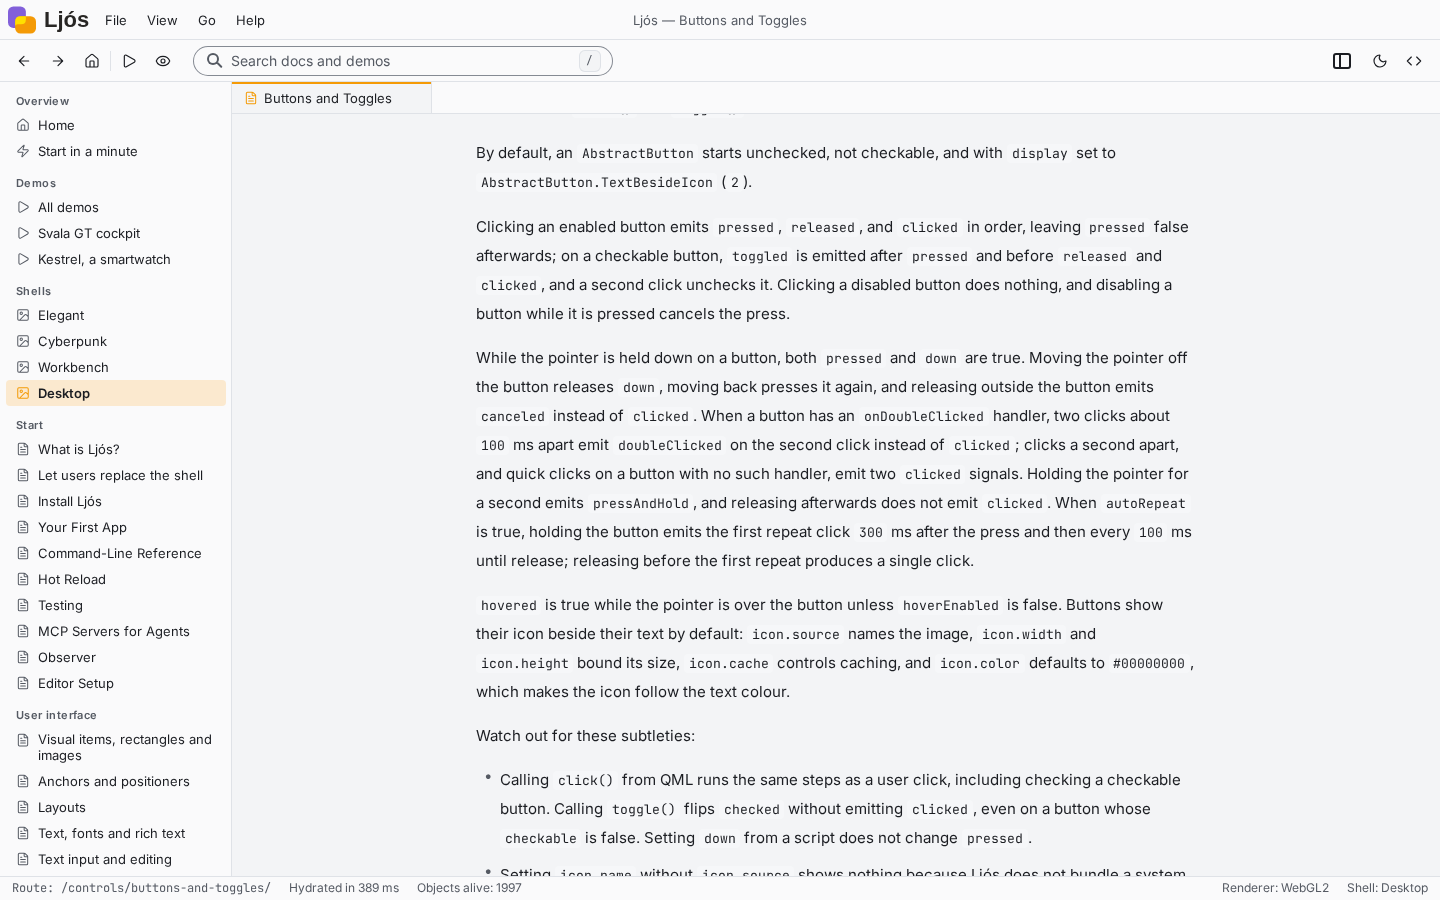 Ljós File View Go Help
Ljós — Buttons and Toggles
Search docs and demos /
Overview
Home
Start in a minute
Demos
All demos
Svala GT cockpit
Kestrel, a smartwatch
Shells
Elegant
Cyberpunk
Workbench
Desktop
Start
What is Ljós?
Let users replace the shell
Install Ljós
Your First App
Command-Line Reference
Hot Reload
Testing
MCP Servers for Agents
Observer
Editor Setup
User interface
Visual items, rectangles and
images
Anchors and positioners
Layouts
Text, fonts and rich text
Text input and editing
Buttons and Toggles
By default, an AbstractButton starts unchecked, not checkable, and with display set to
AbstractButton.TextBesideIcon (2).
Clicking an enabled button emits pressed, released, and clicked in order, leaving pressed false
afterwards; on a checkable button, toggled is emitted after pressed and before released and
clicked, and a second click unchecks it. Clicking a disabled button does nothing, and disabling a
button while it is pressed cancels the press.
While the pointer is held down on a button, both pressed and down are true. Moving the pointer off
the button releases down, moving back presses it again, and releasing outside the button emits
canceled instead of clicked. When a button has an onDoubleClicked handler, two clicks about
100 ms apart emit doubleClicked on the second click instead of clicked; clicks a second apart,
and quick clicks on a button with no such handler, emit two clicked signals. Holding the pointer for
a second emits pressAndHold, and releasing afterwards does not emit clicked. When autoRepeat
is true, holding the button emits the first repeat click 300 ms after the press and then every 100 ms
until release; releasing before the first repeat produces a single click.
hovered is true while the pointer is over the button unless hoverEnabled is false. Buttons show
their icon beside their text by default: icon.source names the image, icon.width and
icon.height bound its size, icon.cache controls caching, and icon.color defaults to #00000000,
which makes the icon follow the text colour.
Watch out for these subtleties:
• Calling click() from QML runs the same steps as a user click, including checking a checkable
button. Calling toggle() flips checked without emitting clicked, even on a button whose
checkable is false. Setting down from a script does not change pressed.
• Setting icon.name without icon.source shows nothing because Ljós does not bundle a system
Route: /controls/buttons-and-toggles/ Hydrated in 389 ms Objects alive: 1997
Renderer: WebGL2 Shell: Desktop